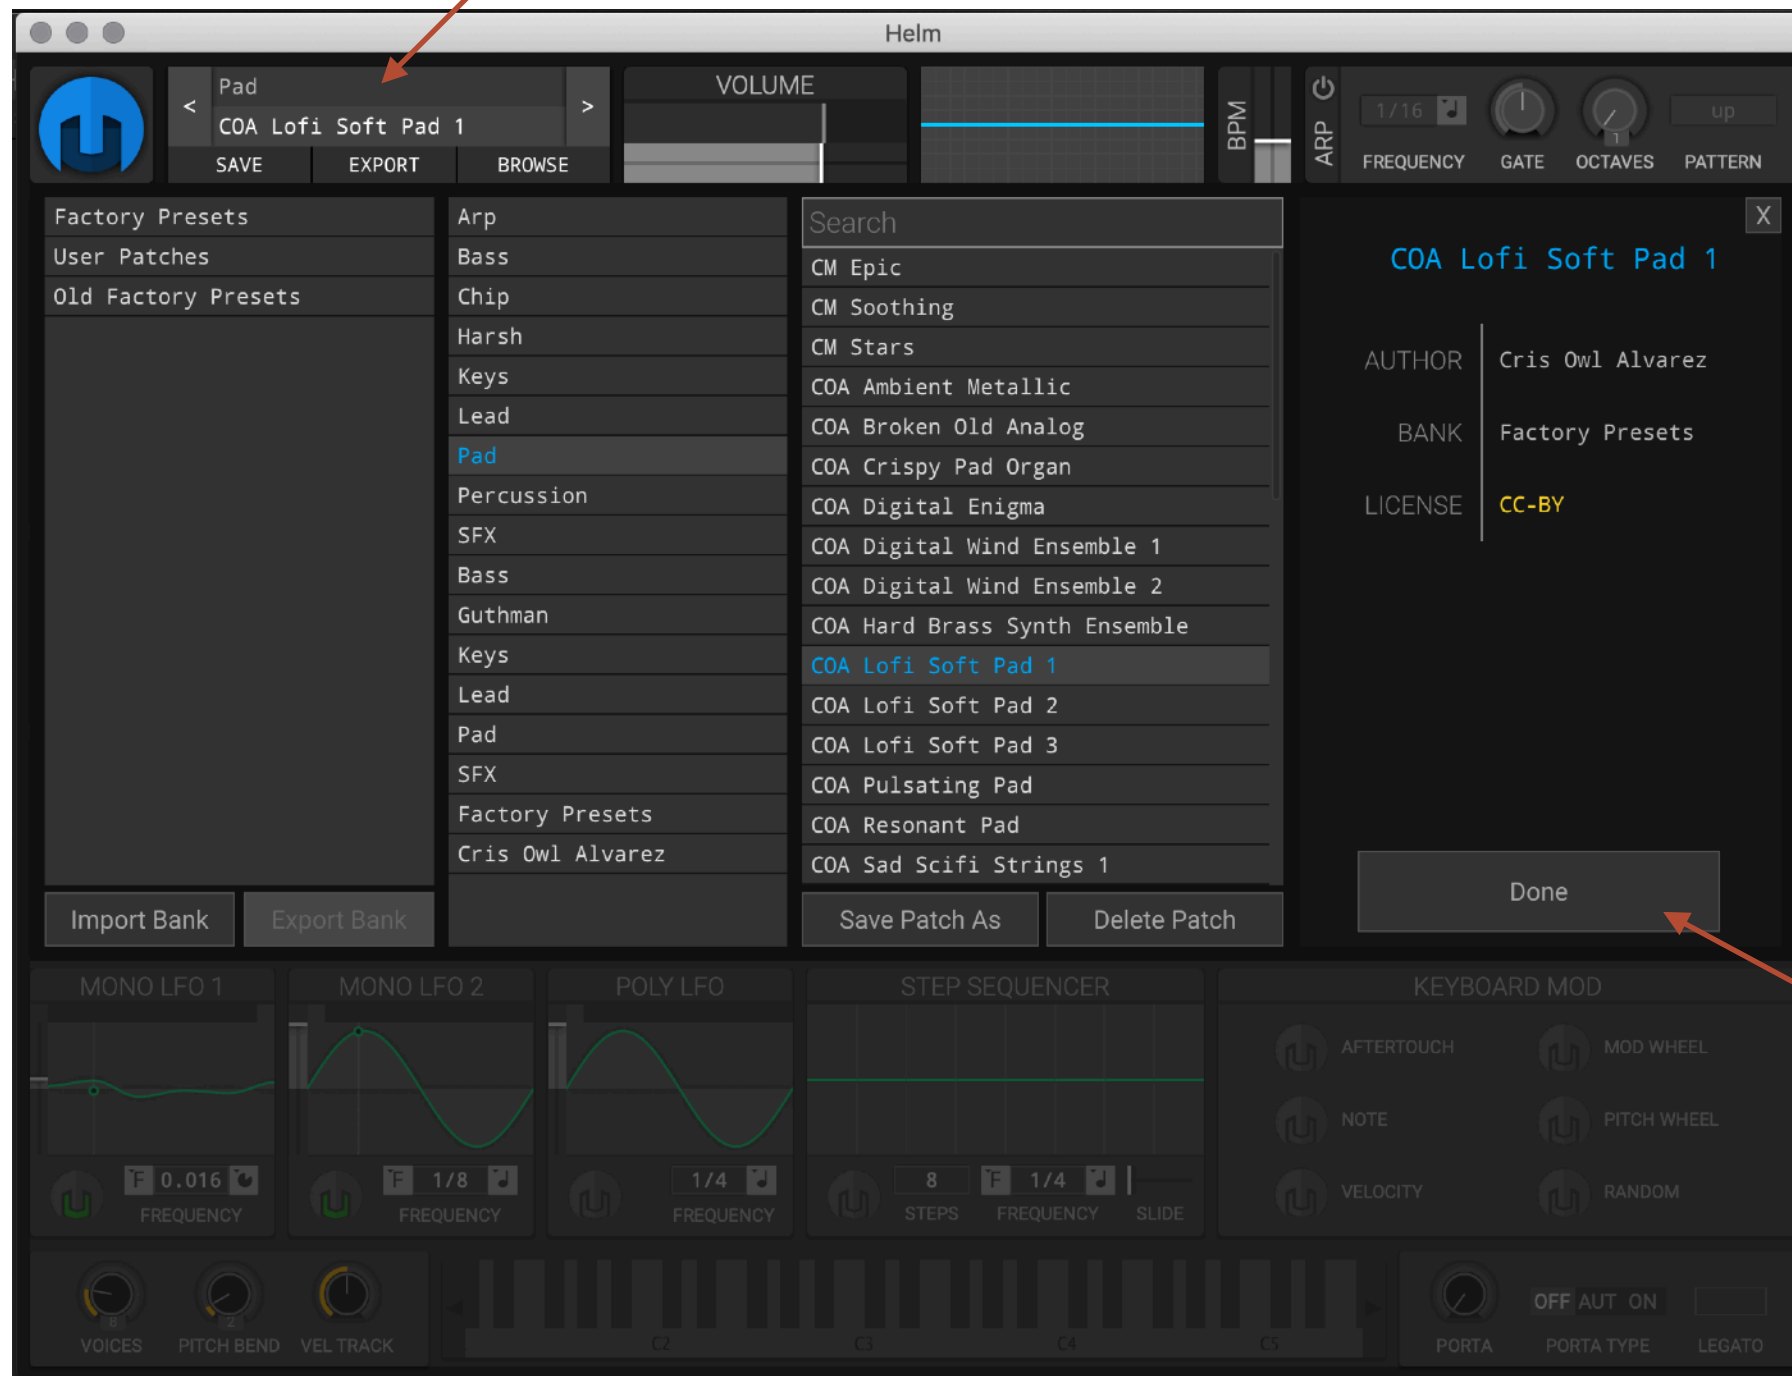 Helm
Pad
< COA Lofi Soft Pad 1 >
SAVE EXPORT BROWSE
VOLUME
BPM
ARP
1/16 1 up
FREQUENCY GATE OCTAVES PATTERN
Factory Presets
User Patches
Old Factory Presets
Import Bank Export Bank
Arp
Bass
Chip
Harsh
Keys
Lead
Pad
Percussion
SFX
Bass
Guthman
Keys
Lead
Pad
SFX
Factory Presets
Cris Owl Alvarez
Search
CM Epic
CM Soothing
CM Stars
COA Ambient Metallic
COA Broken Old Analog
COA Crispy Pad Organ
COA Digital Enigma
COA Digital Wind Ensemble 1
COA Digital Wind Ensemble 2
COA Hard Brass Synth Ensemble
COA Lofi Soft Pad 1
COA Lofi Soft Pad 2
COA Lofi Soft Pad 3
COA Pulsating Pad
COA Resonant Pad
COA Sad Scifi Strings 1
Save Patch As Delete Patch
X
COA Lofi Soft Pad 1
AUTHOR Cris Owl Alvarez
BANK Factory Presets
LICENSE CC-BY
Done
MONO LFO 1 MONO LFO 2 POLY LFO STEP SEQUENCER KEYBOARD MOD
AFTERTOUCH MOD WHEEL
NOTE PITCH WHEEL
VELOCITY RANDOM
F 0.016 F 1/8 1/4 8 F 1/4
FREQUENCY FREQUENCY FREQUENCY STEPS FREQUENCY SLIDE
8 2
VOICES PITCH BEND VEL TRACK
C2 C3 C4 C5
OFF AUT ON
PORTA PORTA TYPE LEGATO